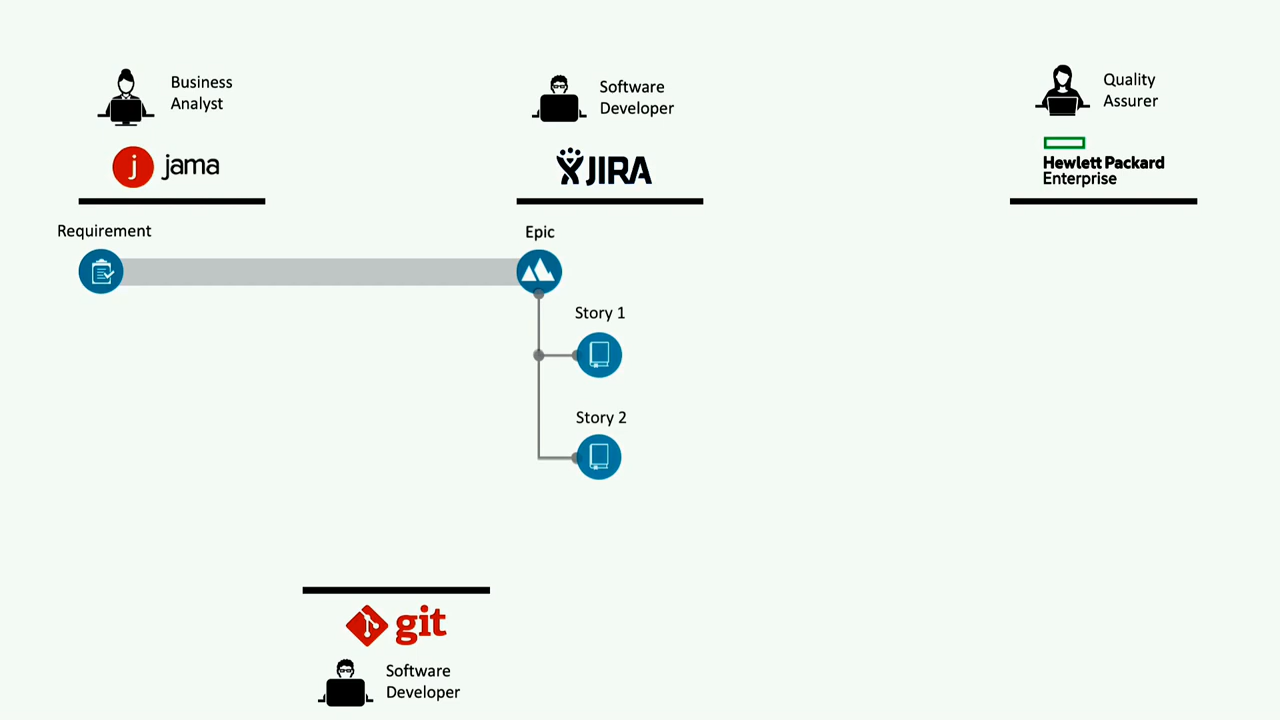 Business
Analyst
j jama
Requirement
Software
Developer
JIRA
Epic
Story 1
Story 2
Quality
Assurer
Hewlett Packard
Enterprise
git
Software
Developer